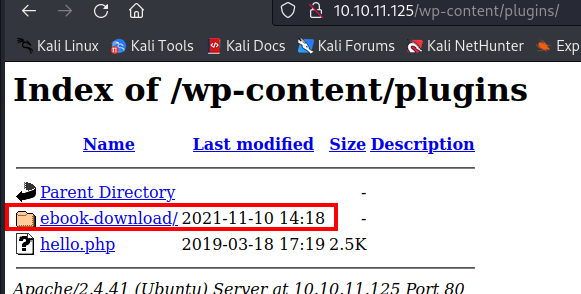 10.10.11.125/wp-content/plugins/
Kali Linux Kali Tools Kali Docs Kali Forums Kali NetHunter Exp
Index of /wp-content/plugins
Name Last modified Size Description
Parent Directory -
ebook-download/ 2021-11-10 14:18 -
hello.php 2019-03-18 17:19 2.5K
Apache/2.4.41 (Ubuntu) Server at 10.10.11.125 Port 80